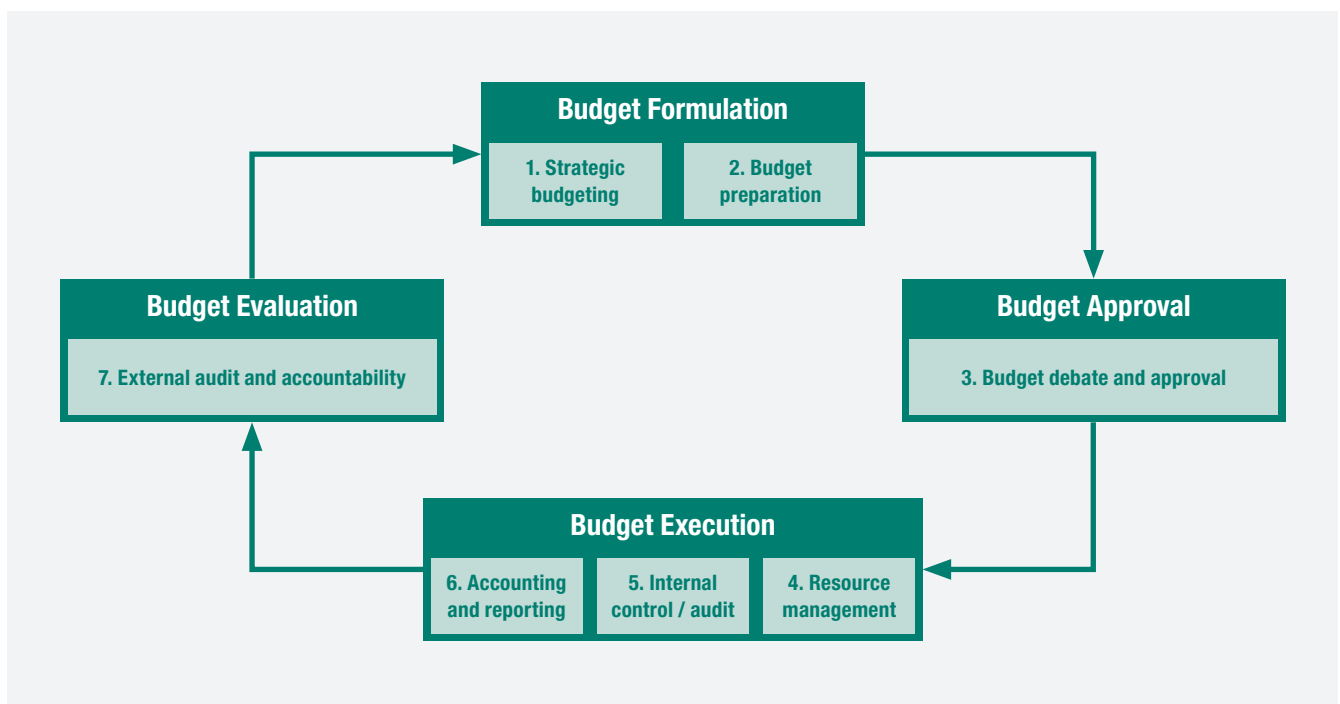 Budget Formulation
1. Strategic
budgeting
2. Budget
preparation
Budget Evaluation
7. External audit and accountability
Budget Approval
3. Budget debate and approval
Budget Execution
6. Accounting
and reporting
5. Internal
control / audit
4. Resource
management